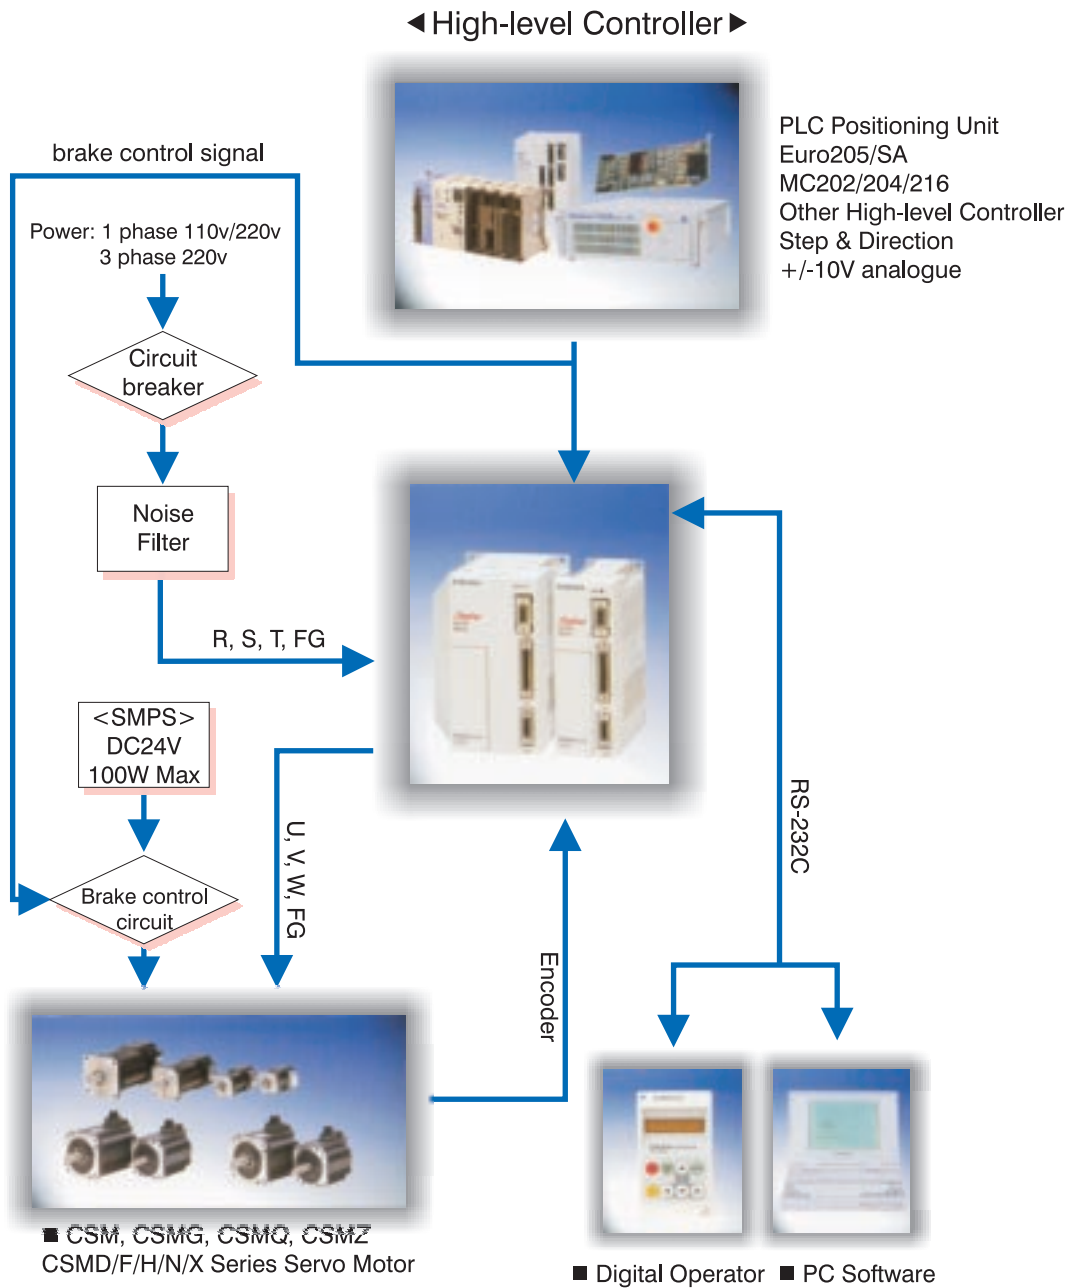 ◀ High-level Controller ▶
PLC Positioning Unit
Euro205/SA
MC202/204/216
Other High-level Controller
Step & Direction
+/-10V analogue
brake control signal
Power: 1 phase 110v/220v
3 phase 220v
Circuit
breaker
Noise
Filter
R, S, T, FG
<SMPS>
DC24V
100W Max
U, V, W, FG
RS-232C
Brake control
circuit
Encoder
■ CSM, CSMG, CSMQ, CSMZ
CSMD/F/H/N/X Series Servo Motor
■ Digital Operator
■ PC Software